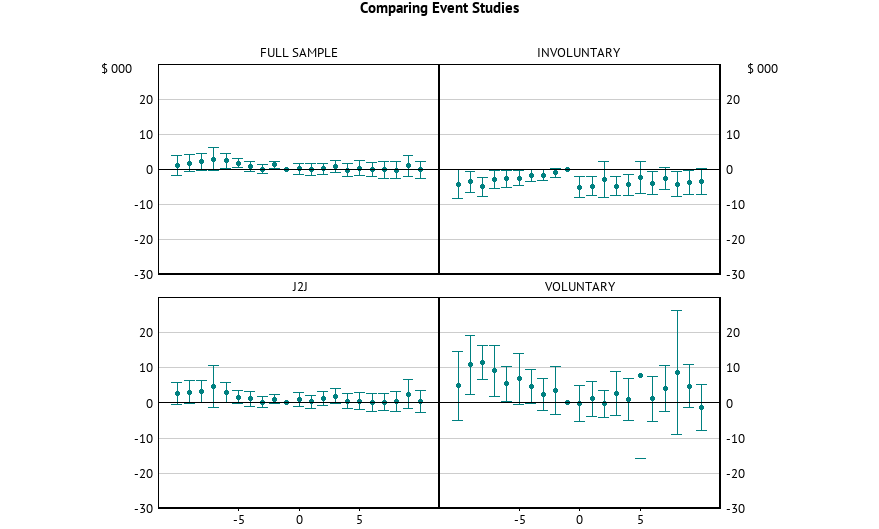 Comparing Event Studies
FULL SAMPLE INVOLUNTARY
$ 000 $ 000
20 20
10 10
0 0
-10 -10
-20 -20
-30 -30
J2J VOLUNTARY
20 20
10 10
0 0
-10 -10
-20 -20
-30 -30
-5 0 5 -5 0 5